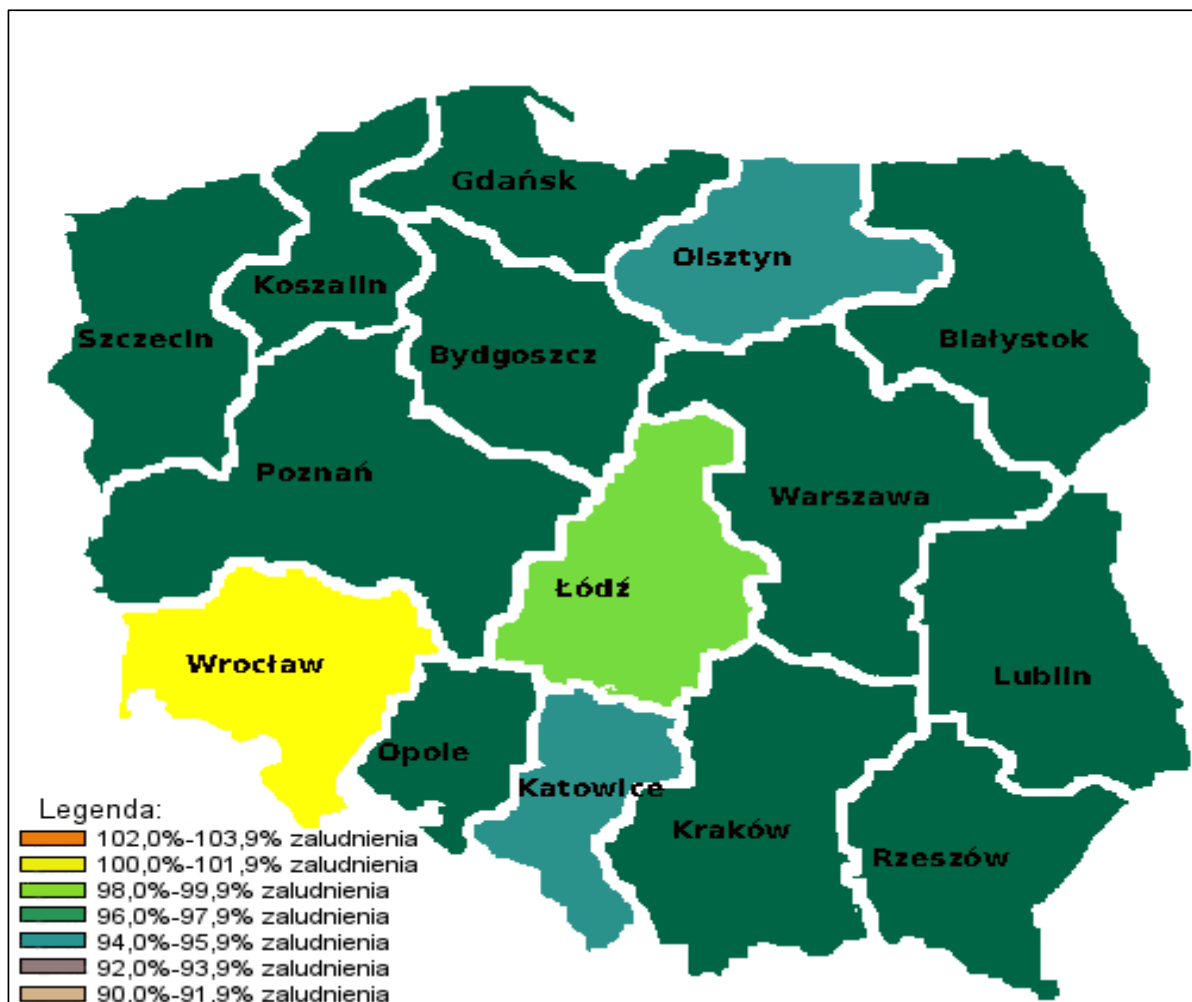 Gdańsk
Olsztyn
Koszalin
Szczecin
Bydgoszcz
Białystok
Poznań
Warszawa
Łódź
Wrocław
Lublin
Opole
Katowice
Kraków
Rzeszów
Legenda:
102,0%-103,9% zaludnienia
100,0%-101,9% zaludnienia
98,0%-99,9% zaludnienia
96,0%-97,9% zaludnienia
94,0%-95,9% zaludnienia
92,0%-93,9% zaludnienia
90,0%-91,9% zaludnienia